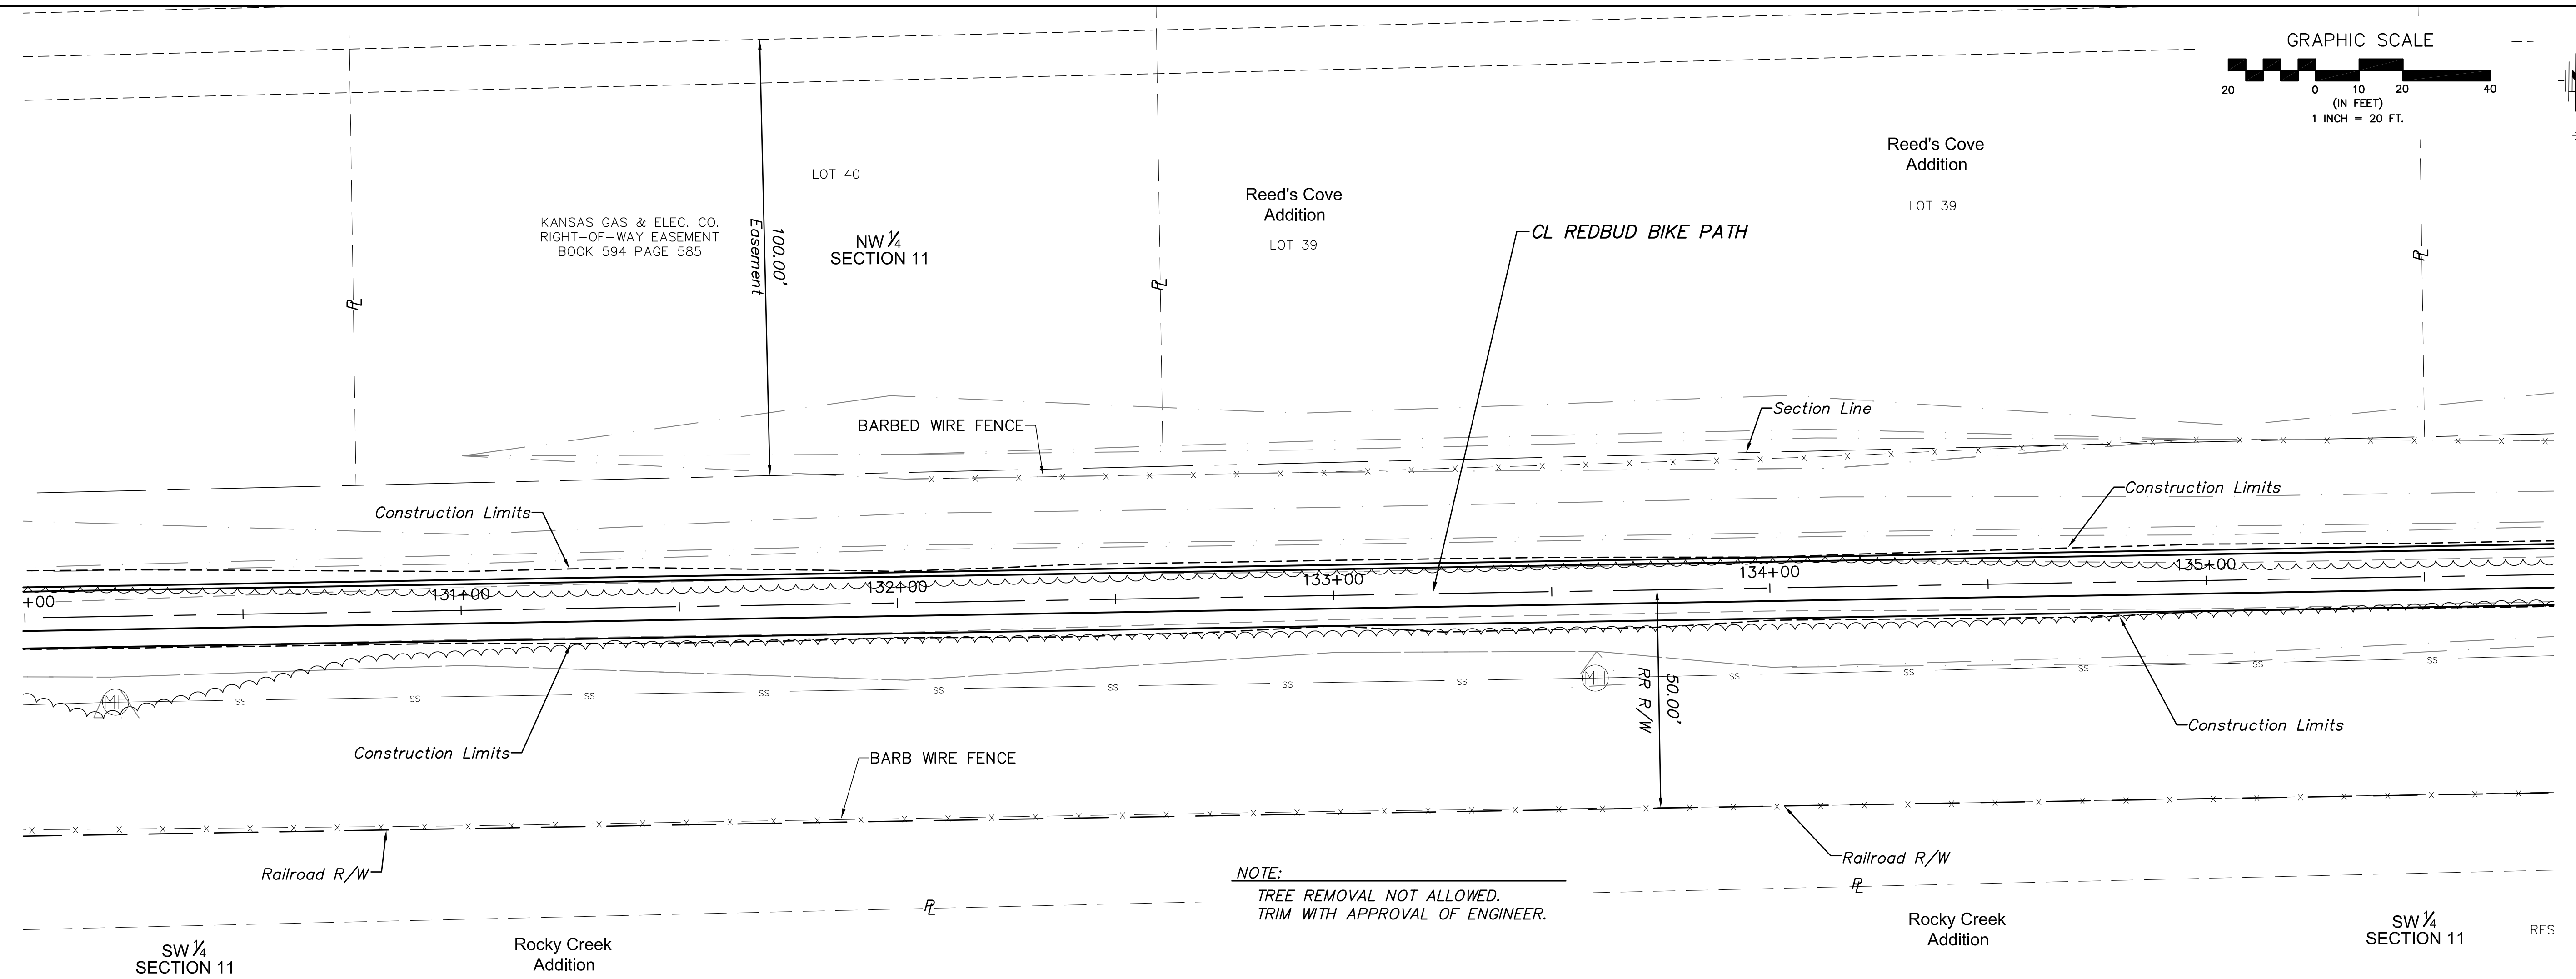 GRAPHIC SCALE
20 0 10 20 40
(IN FEET)
1 INCH = 20 FT.
Reed's Cove
Addition
LOT 39
LOT 40
KANSAS GAS & ELEC. CO.
RIGHT-OF-WAY EASEMENT
BOOK 594 PAGE 585
100.00'
Easement
NW 1/4
SECTION 11
Reed's Cove
Addition
LOT 39
CL REDBUD BIKE PATH
PL
PL
PL
BARBED WIRE FENCE
Section Line
Construction Limits
Construction Limits
+00
131+00
132+00
133+00
134+00
135+00
MH
SS SS SS SS SS SS SS SS
MH
SS SS SS SS SS
50.00'
RR R/W
Construction Limits
Construction Limits
BARB WIRE FENCE
Railroad R/W
Railroad R/W
NOTE:
TREE REMOVAL NOT ALLOWED.
TRIM WITH APPROVAL OF ENGINEER.
PL
PL
SW 1/4
SECTION 11
Rocky Creek
Addition
Rocky Creek
Addition
SW 1/4
SECTION 11
RES